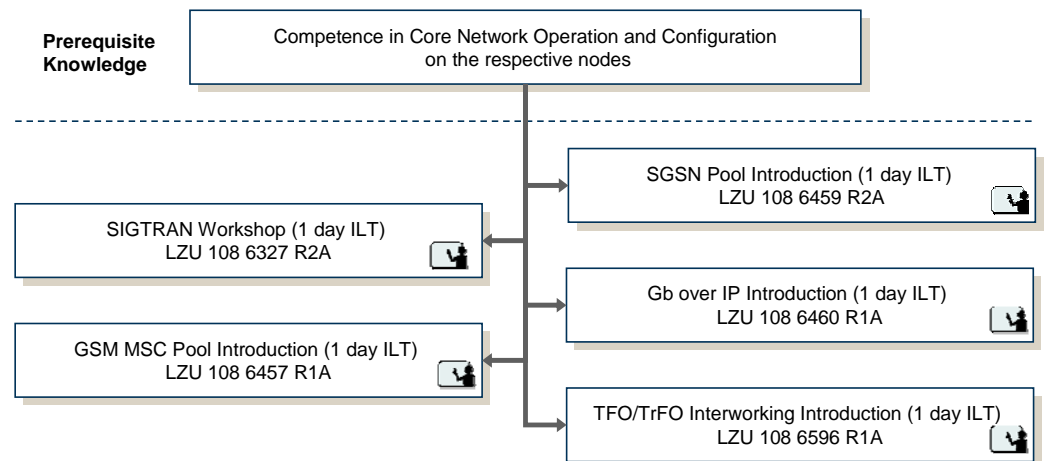 Prerequisite
Knowledge
Competence in Core Network Operation and Configuration
on the respective nodes
SGSN Pool Introduction (1 day ILT)
LZU 108 6459 R2A
SIGTRAN Workshop (1 day ILT)
LZU 108 6327 R2A
Gb over IP Introduction (1 day ILT)
LZU 108 6460 R1A
GSM MSC Pool Introduction (1 day ILT)
LZU 108 6457 R1A
TFO/TrFO Interworking Introduction (1 day ILT)
LZU 108 6596 R1A